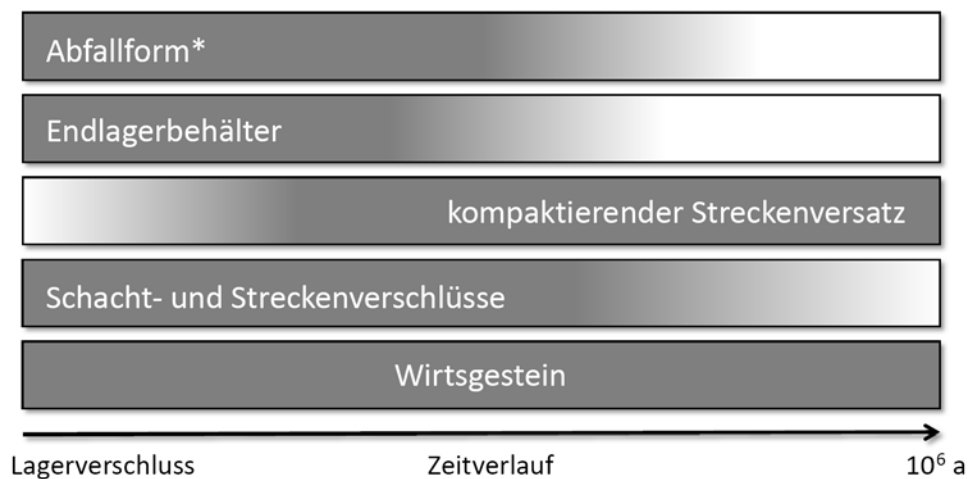 Abfallform*
Endlagerbehälter
kompaktierender Streckenversatz
Schacht- und Streckenverschlüsse
Wirtsgestein
Lagerverschluss Zeitverlauf 10⁶ a